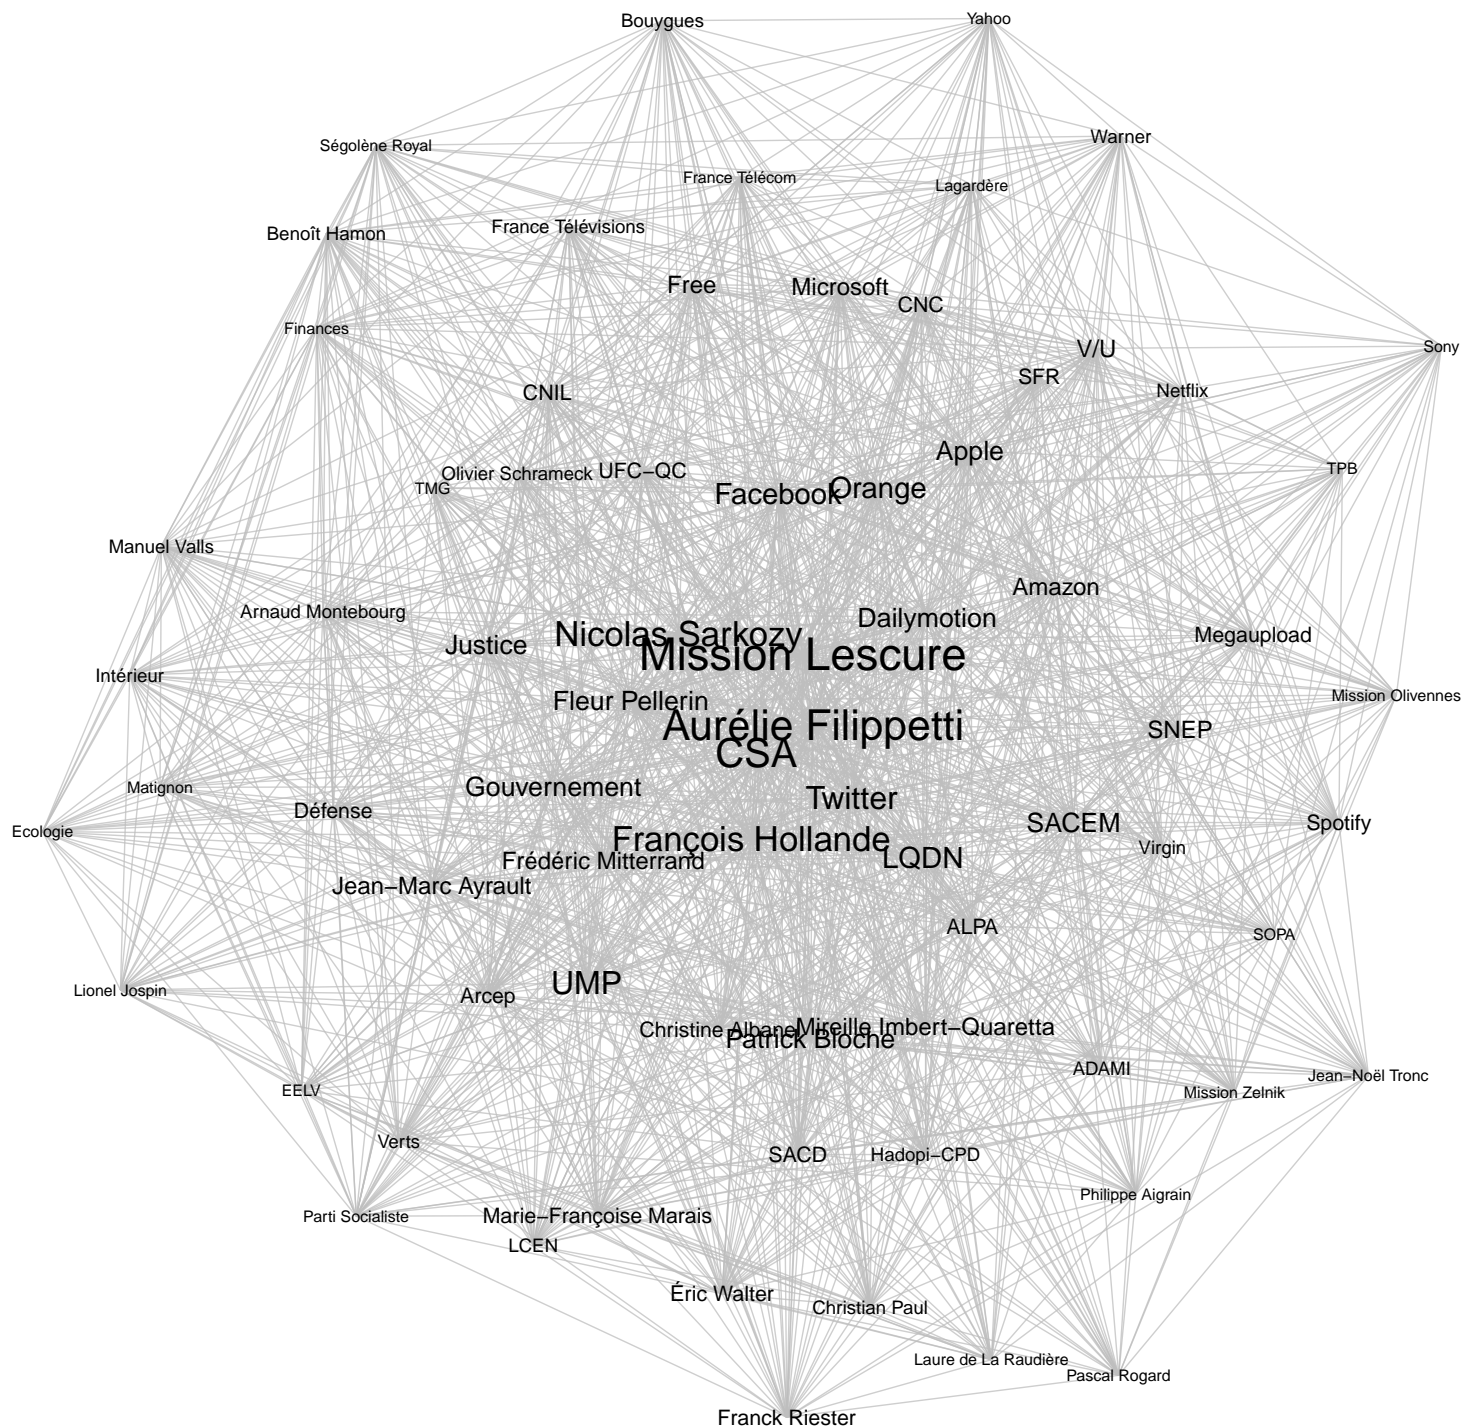 Bouygues
Yahoo
Warner
Ségolène Royal
France Télécom
Lagardère
France Télévisions
Benoît Hamon
Free
Microsoft
CNC
Finances
V/U
Sony
SFR
Netflix
CNIL
Apple
TPB
UFC−QC
Olivier Schrameck
TMG
Facebook
Orange
Manuel Valls
Amazon
Arnaud Montebourg
Dailymotion
Nicolas Sarkozy
Megaupload
Justice
Mission Lescure
Intérieur
Mission Olivennes
Fleur Pellerin
Aurélie Filippetti
SNEP
CSA
Gouvernement
Matignon
Twitter
Défense
SACEM
Spotify
Ecologie
François Hollande
Virgin
LQDN
Frédéric Mitterrand
Jean−Marc Ayrault
ALPA
SOPA
UMP
Lionel Jospin
Arcep
Mireille Imbert−Quaretta
Christine Albanel
Patrick Bloche
ADAMI
Jean−Noël Tronc
EELV
Mission Zelnik
Verts
SACD
Hadopi−CPD
Philippe Aigrain
Parti Socialiste
Marie−Françoise Marais
LCEN
Éric Walter
Christian Paul
Laure de La Raudière
Pascal Rogard
Franck Riester